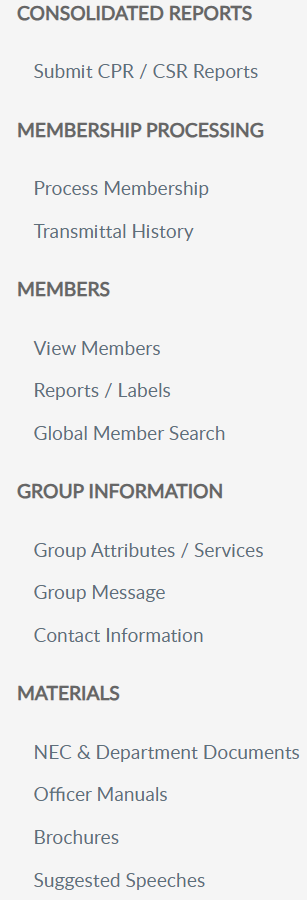 CONSOLIDATED REPORTS
Submit CPR / CSR Reports
MEMBERSHIP PROCESSING
Process Membership
Transmittal History
MEMBERS
View Members
Reports / Labels
Global Member Search
GROUP INFORMATION
Group Attributes / Services
Group Message
Contact Information
MATERIALS
NEC & Department Documents
Officer Manuals
Brochures
Suggested Speeches